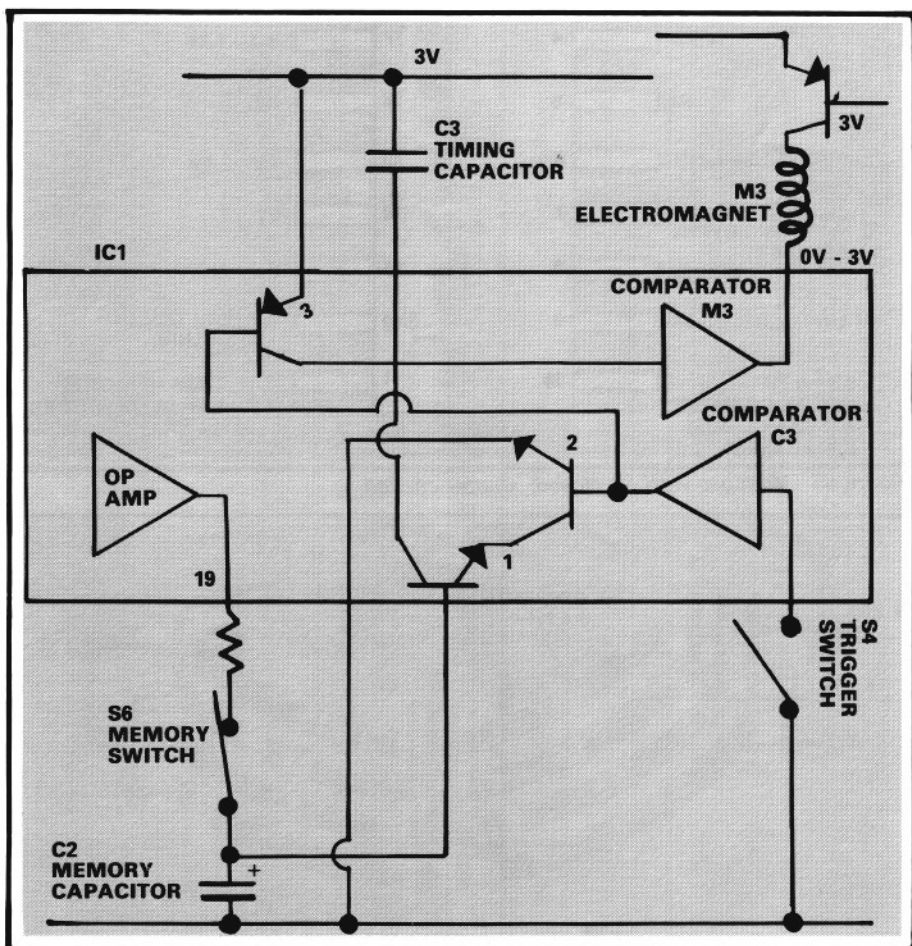 3V
C3
TIMING
CAPACITOR
3V
M3
ELECTROMAGNET
IC1
0V - 3V
COMPARATOR
M3
3
COMPARATOR
C3
2
OP
AMP
1
19
S4
TRIGGER
SWITCH
S6
MEMORY
SWITCH
C2
MEMORY
CAPACITOR
+